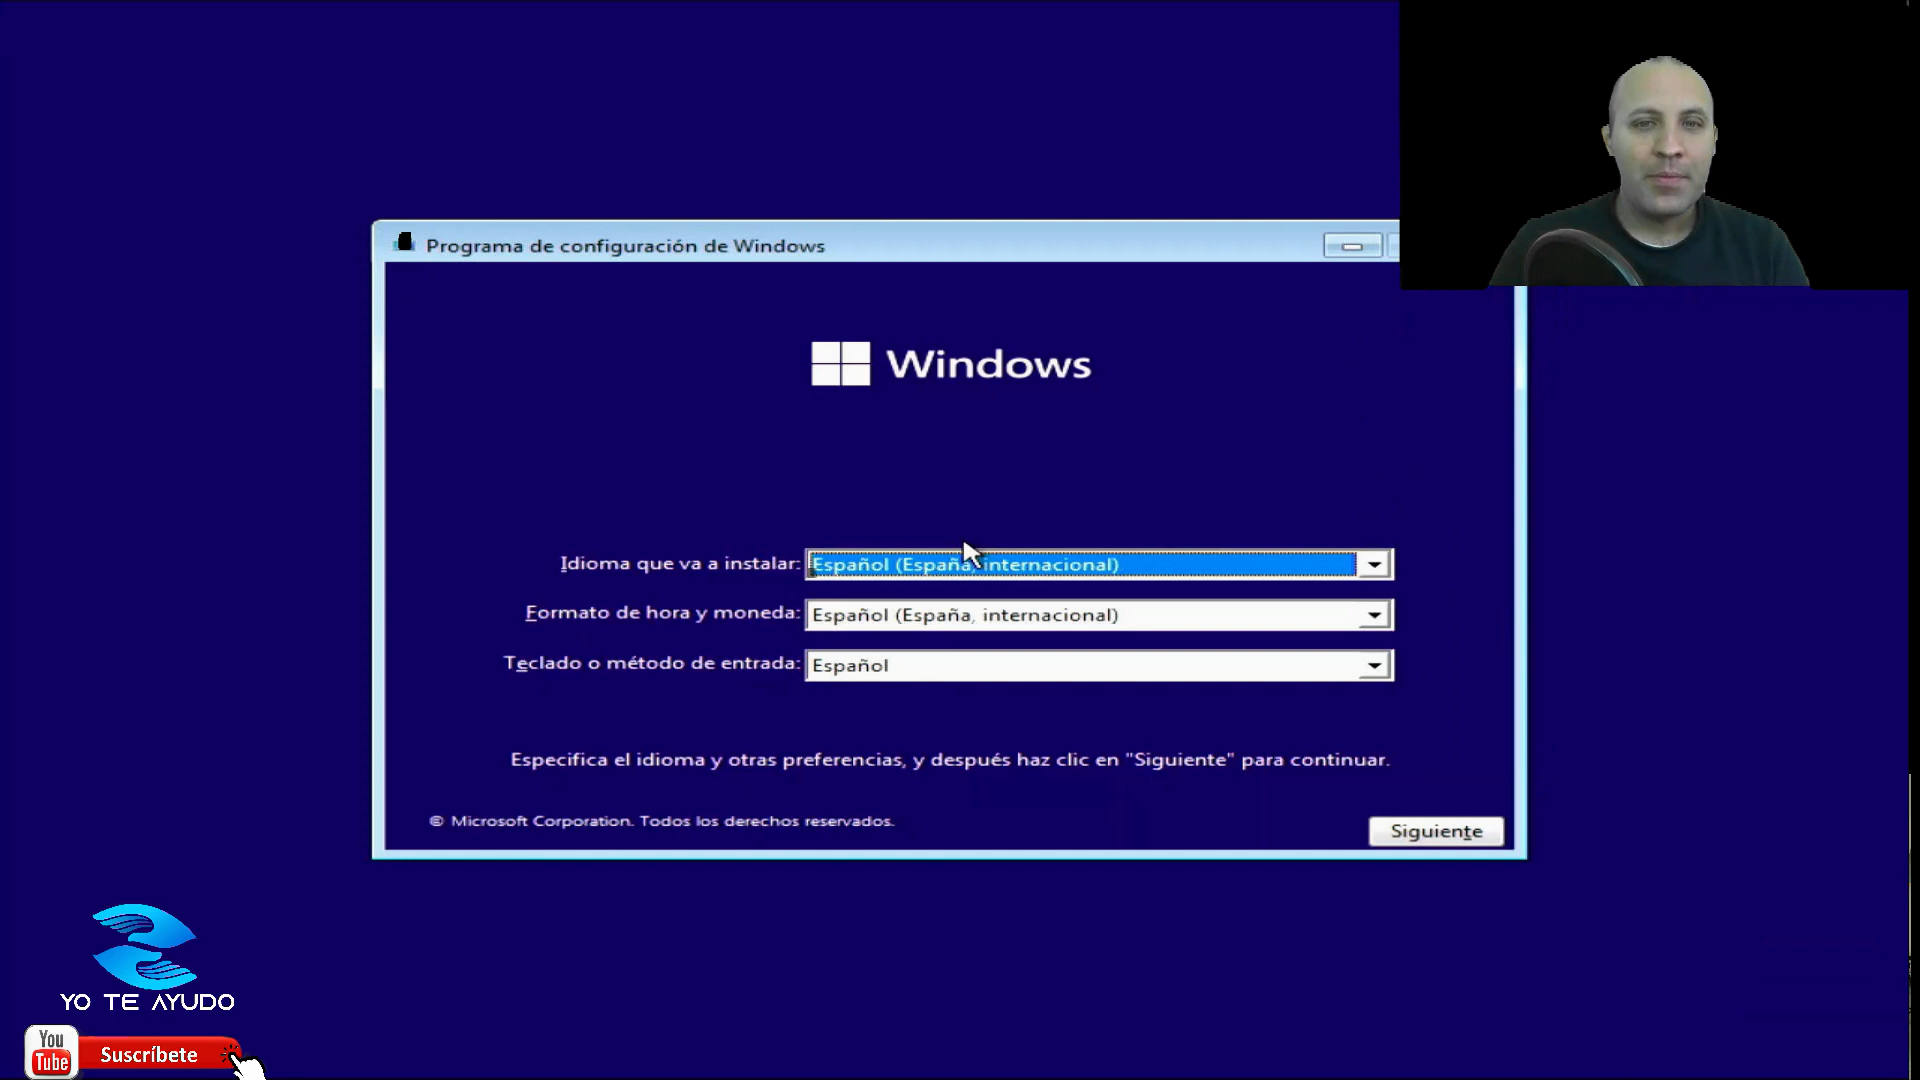 Programa de configuración de Windows
Windows
Idioma que va a instalar: Español (España, internacional)
Formato de hora y moneda: Español (España, internacional)
Teclado o método de entrada: Español
Especifica el idioma y otras preferencias, y después haz clic en "Siguiente" para continuar.
© Microsoft Corporation. Todos los derechos reservados.
Siguiente
YO TE AYUDO
You
Tube
Suscríbete